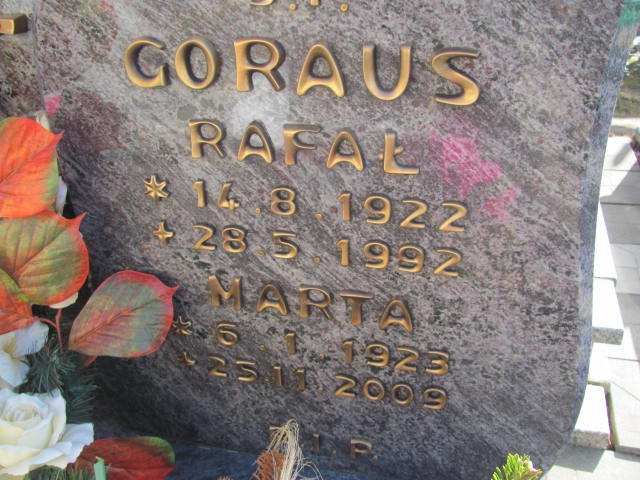 GORAUS
RAFAŁ
* 14.8.1922
+ 28.5.1992
MARTA
* 6.1.1923
+ 25.11.2009
R.I.P.